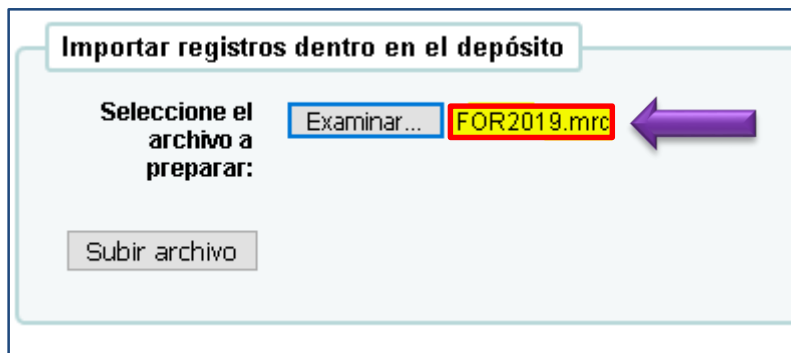 Importar registros dentro en el depósito
Seleccione el
archivo a
preparar:
Examinar... FOR2019.mrc
Subir archivo